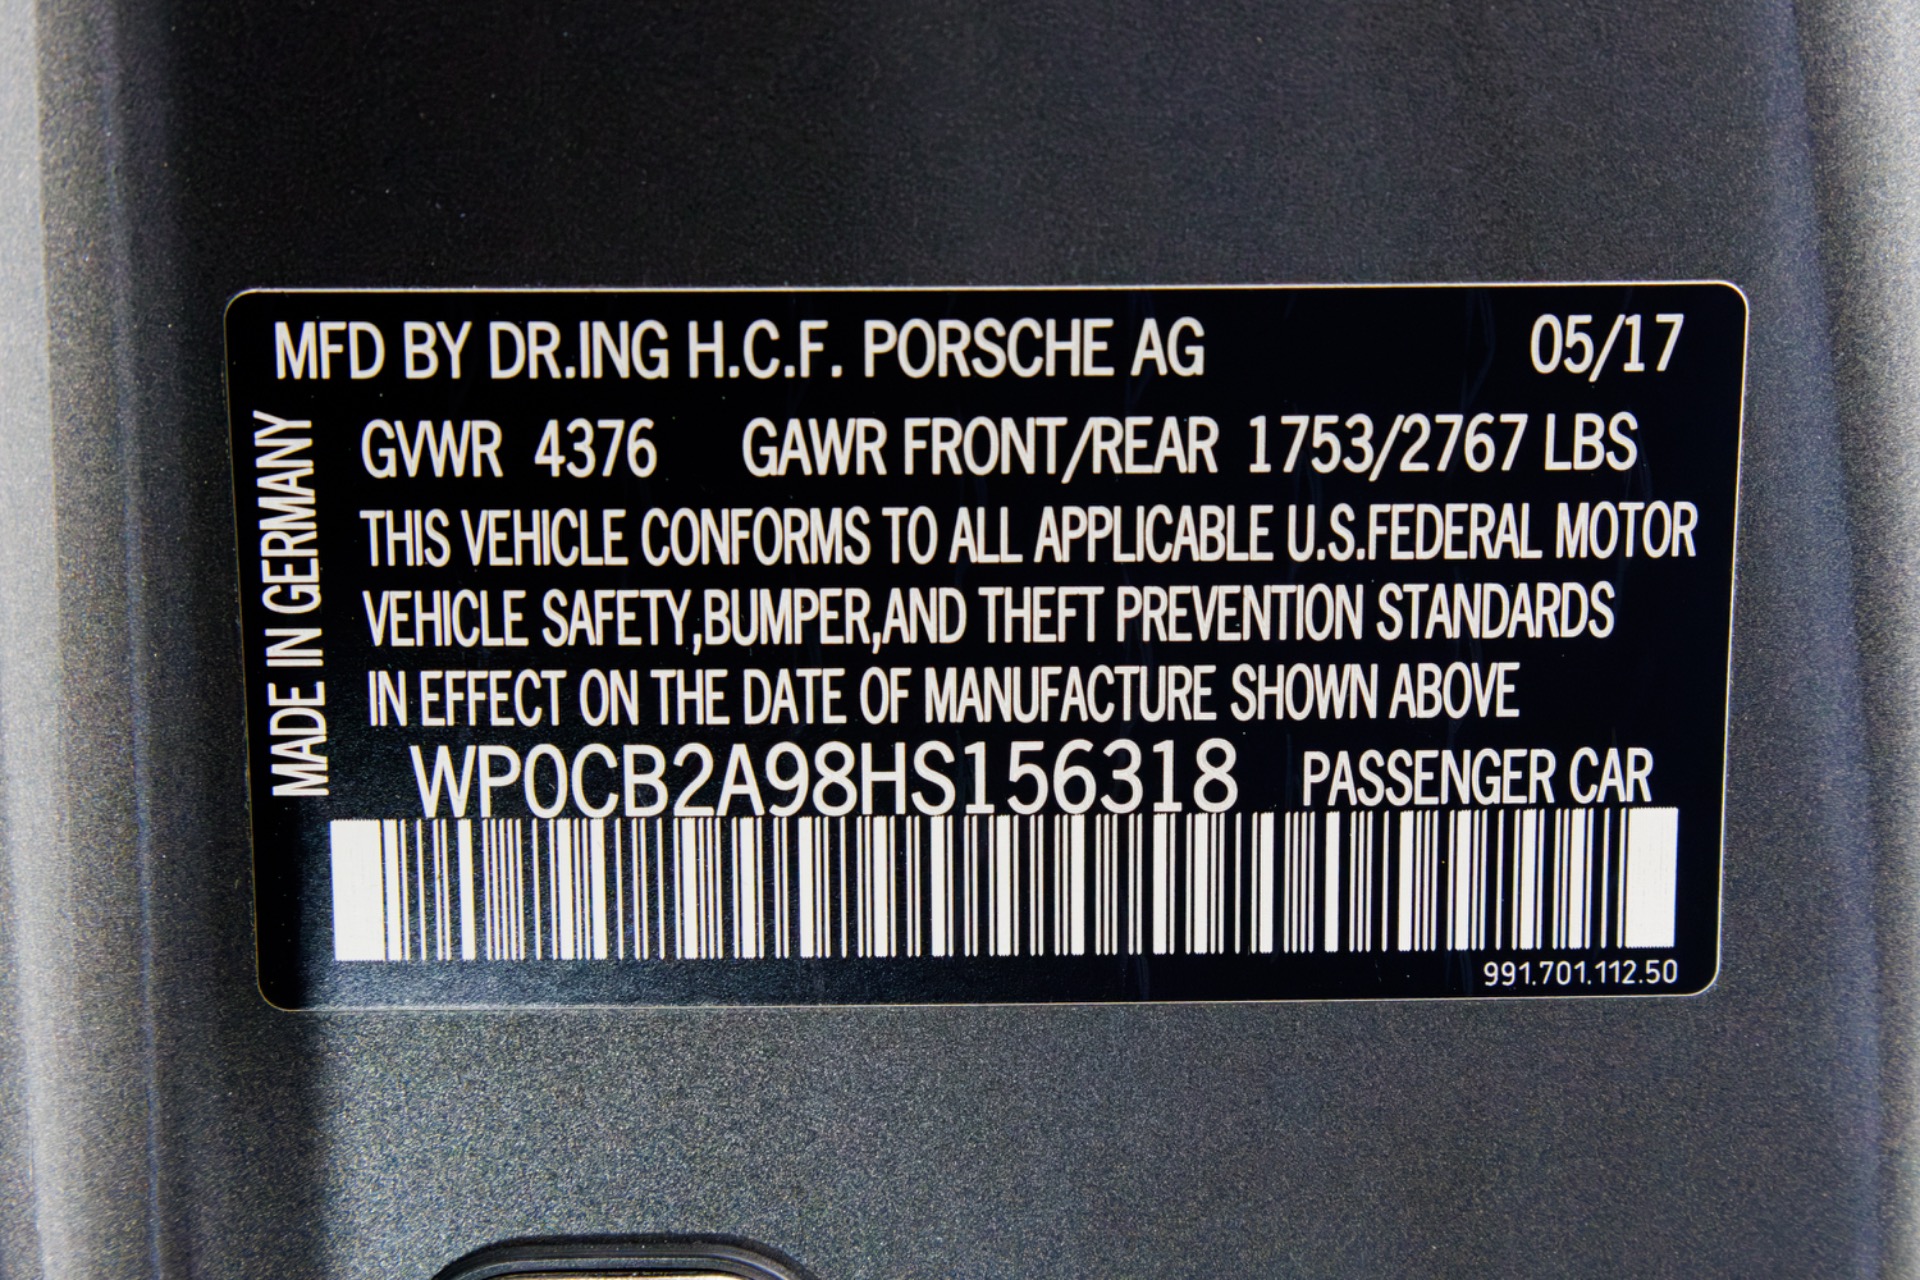 MFD BY DR.ING H.C.F. PORSCHE AG 05/17
MADE IN GERMANY
GVWR 4376 GAWR FRONT/REAR 1753/2767 LBS
THIS VEHICLE CONFORMS TO ALL APPLICABLE U.S.FEDERAL MOTOR
VEHICLE SAFETY,BUMPER,AND THEFT PREVENTION STANDARDS
IN EFFECT ON THE DATE OF MANUFACTURE SHOWN ABOVE
WP0CB2A98HS156318 PASSENGER CAR
991.701.112.50